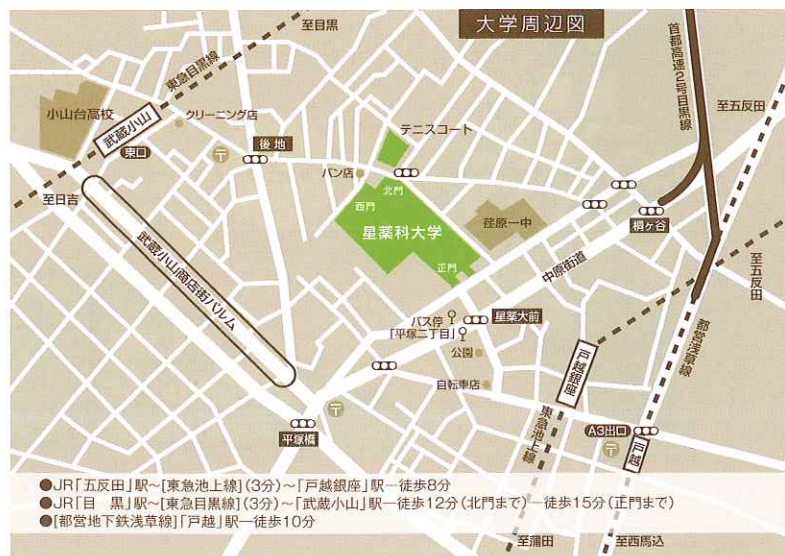 大学周辺図
至目黒
東急目黒線
首都高速2号目黒線
至五反田
小山台高校
武蔵小山
クリーニング店
テニスコート
東口
後地
パン店
北門
至日吉
西門
星薬科大学
荏原一中
桐ヶ谷
正門
中原街道
至五反田
武蔵小山商店街パルム
バス停
「平塚二丁目」
星薬大前
公園
都営浅草線
戸越銀座
自転車店
東急池上線
A3出口
戸越
平塚橋
●JR「五反田」駅〜[東急池上線](3分)〜「戸越銀座」駅―徒歩8分
●JR「目　黒」駅〜[東急目黒線](3分)〜「武蔵小山」駅―徒歩12分(北門まで)―徒歩15分(正門まで)
●[都営地下鉄浅草線]「戸越」駅―徒歩10分
至蒲田
至西馬込